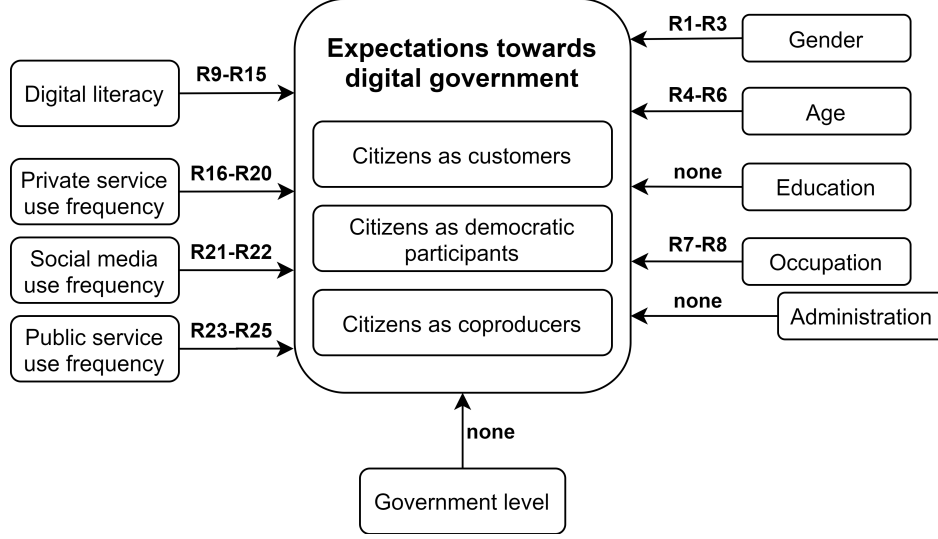 Expectations towards
digital government
Citizens as customers
Citizens as democratic
participants
Citizens as coproducers
R9-R15
Digital literacy
R16-R20
Private service
use frequency
R21-R22
Social media
use frequency
R23-R25
Public service
use frequency
R1-R3
Gender
R4-R6
Age
none
Education
R7-R8
Occupation
none
Administration
none
Government level